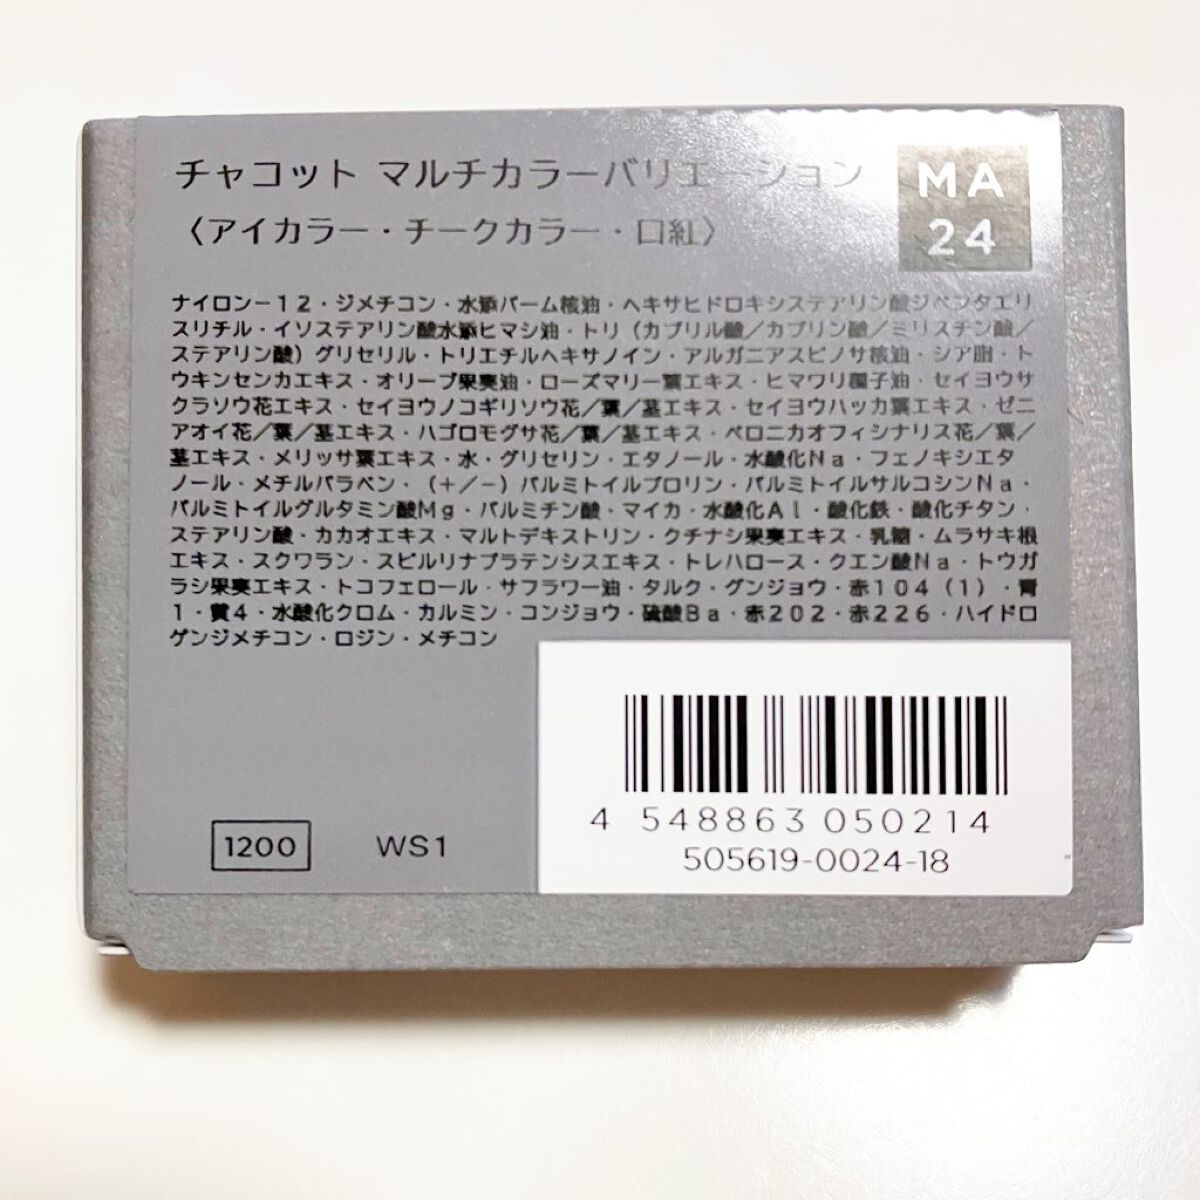 チャコット マルチカラーバリエーション
〈アイカラー・チークカラー・口紅〉
MA
24
ナイロン－１２・ジメチコン・水添パーム核油・ヘキサヒドロキシステアリン酸ジペンタエリ
スリチル・イソステアリン酸水添ヒマシ油・トリ（カプリル酸／カプリン酸／ミリスチン酸／
ステアリン酸）グリセリル・トリエチルヘキサノイン・アルガニアスピノサ核油・シア脂・ト
ウキンセンカエキス・オリーブ果実油・ローズマリー葉エキス・ヒマワリ種子油・セイヨウサ
クラソウ花エキス・セイヨウノコギリソウ花／葉／茎エキス・セイヨウハッカ葉エキス・ゼニ
アオイ花／葉／茎エキス・ハゴロモグサ花／葉／茎エキス・ベロニカオフィシナリス花／葉／
茎エキス・メリッサ葉エキス・水・グリセリン・エタノール・水酸化Ｎａ・フェノキシエタ
ノール・メチルパラベン・（＋／－）パルミトイルプロリン・パルミトイルサルコシンＮａ・
パルミトイルグルタミン酸Ｍｇ・パルミチン酸・マイカ・水酸化Ａｌ・酸化鉄・酸化チタン・
ステアリン酸・カカオエキス・マルトデキストリン・クチナシ果実エキス・乳糖・ムラサキ根
エキス・スクワラン・スピルリナプラテンシスエキス・トレハロース・クエン酸Ｎａ・トウガ
ラシ果実エキス・トコフェロール・サフラワー油・タルク・グンジョウ・赤１０４（１）・青
１・黄４・水酸化クロム・カルミン・コンジョウ・硫酸Ｂａ・赤２０２・赤２２６・ハイドロ
ゲンジメチコン・ロジン・メチコン
4 548863 050214
505619-0024-18
1200 WS1